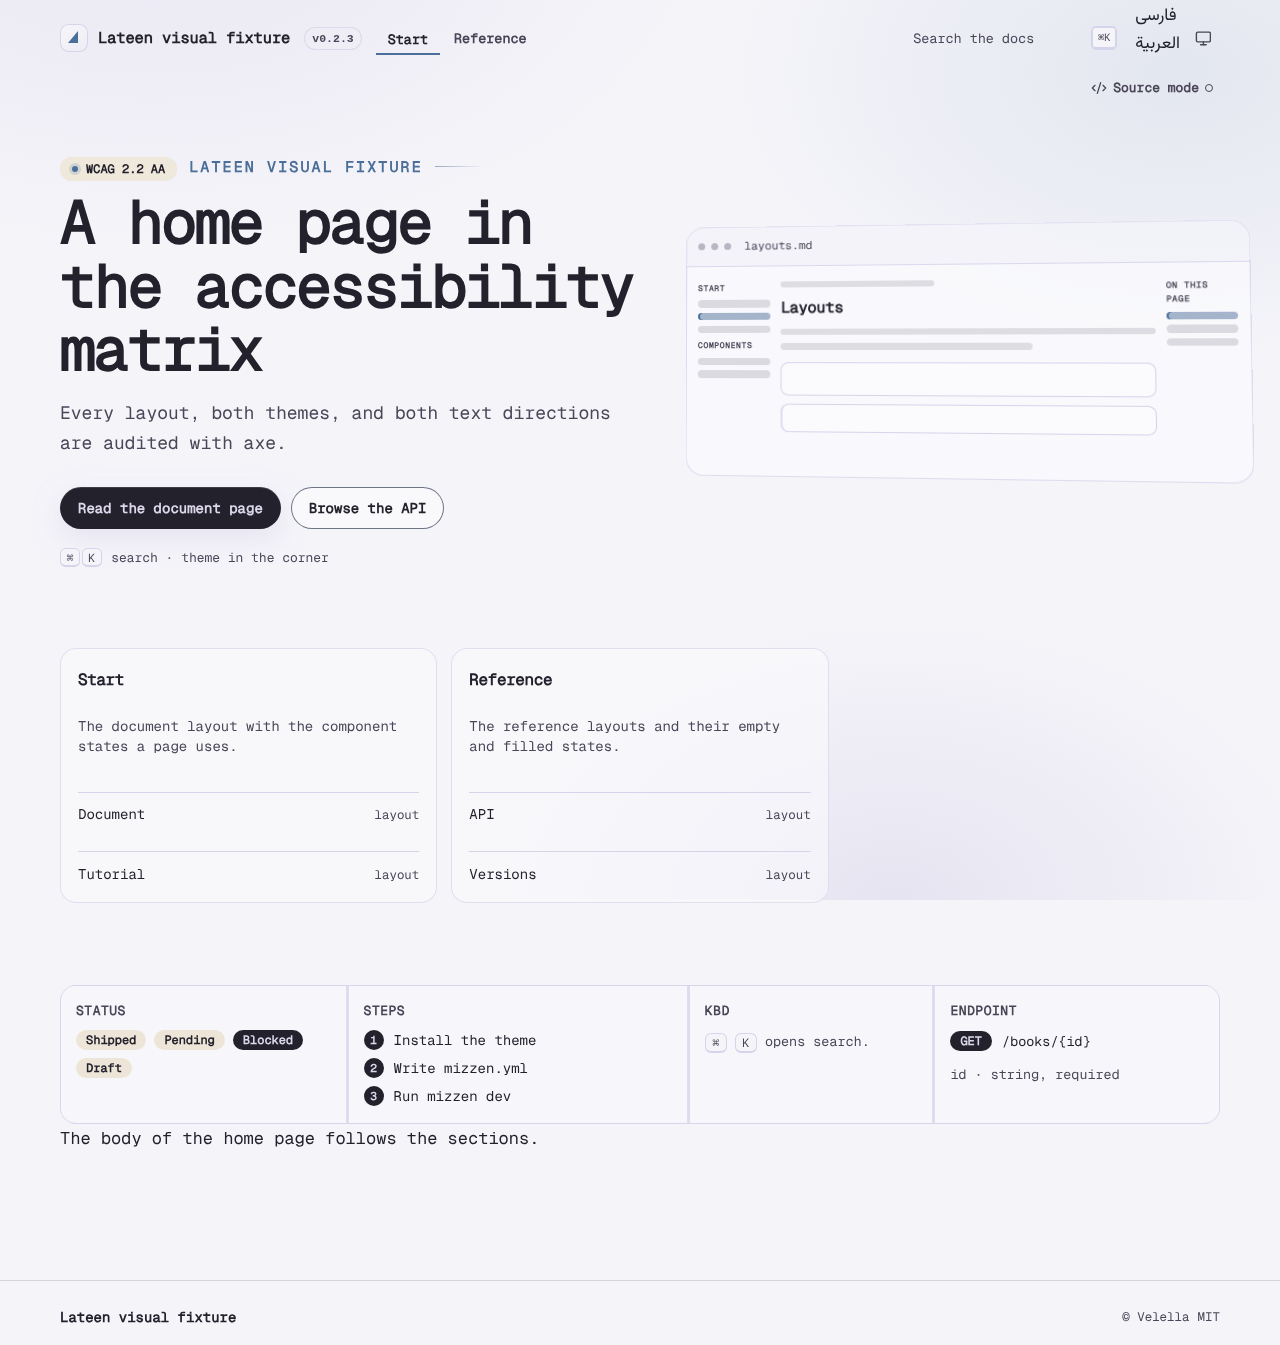 Lateen visual fixture v0.2.3 Start Reference Search the docs ⌘K فارسی
العربية
Source mode
WCAG 2.2 AA LATEEN VISUAL FIXTURE
A home page in
the accessibility
matrix
Every layout, both themes, and both text directions
are audited with axe.
Read the document page Browse the API
⌘ K search · theme in the corner
layouts.md
START
COMPONENTS
Layouts
ON THIS
PAGE
Start
The document layout with the component
states a page uses.
Document layout
Tutorial layout
Reference
The reference layouts and their empty
and filled states.
API layout
Versions layout
STATUS
Shipped Pending Blocked
Draft
STEPS
1 Install the theme
2 Write mizzen.yml
3 Run mizzen dev
KBD
⌘ K opens search.
ENDPOINT
GET /books/{id}
id · string, required
The body of the home page follows the sections.
Lateen visual fixture © Velella MIT